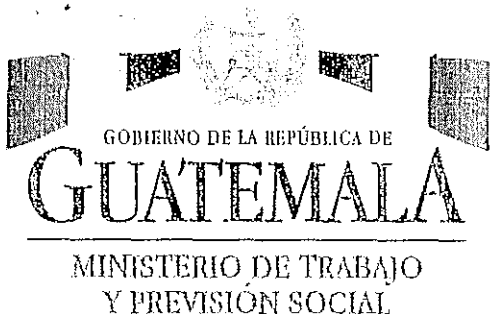 GOBIERNO DE LA REPÚBLICA DE
GUATEMALA
MINISTERIO DE TRABAJO
Y PREVISIÓN SOCIAL